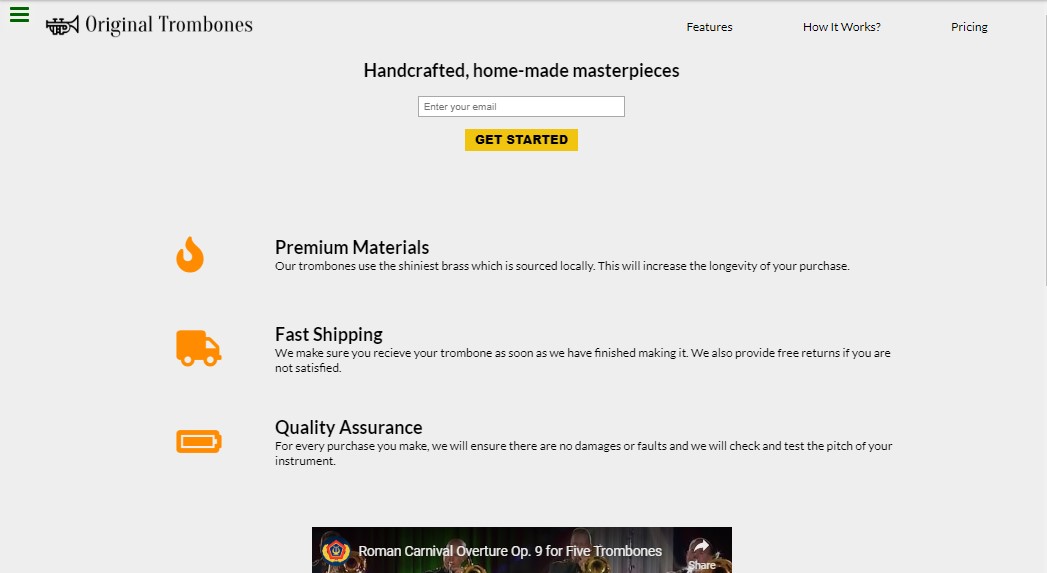 Original Trombones
Features
How It Works?
Pricing
Handcrafted, home-made masterpieces
Enter your email
GET STARTED
Premium Materials
Our trombones use the shiniest brass which is sourced locally. This will increase the longevity of your purchase.
Fast Shipping
We make sure you recieve your trombone as soon as we have finished making it. We also provide free returns if you are
not satisfied.
Quality Assurance
For every purchase you make, we will ensure there are no damages or faults and we will check and test the pitch of your
instrument.
Roman Carnival Overture Op. 9 for Five Trombones
Share